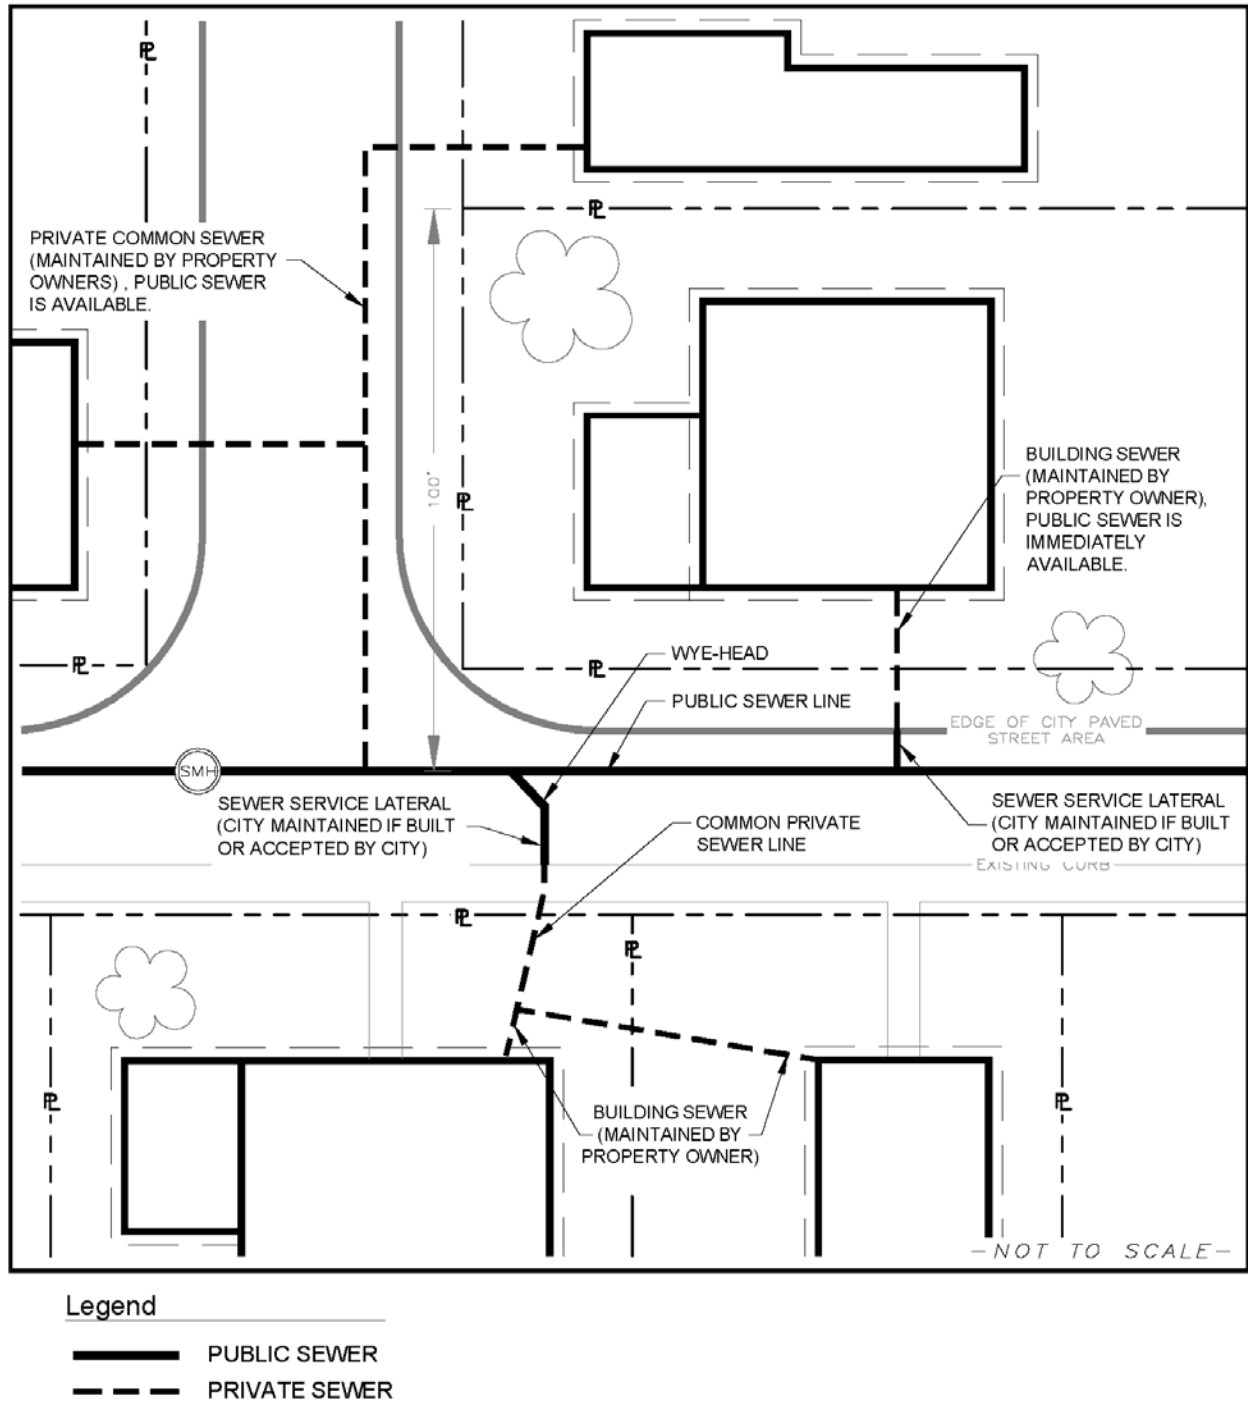 PL
PRIVATE COMMON SEWER
(MAINTAINED BY PROPERTY
OWNERS) , PUBLIC SEWER
IS AVAILABLE.
PL
100'
PL
BUILDING SEWER
(MAINTAINED BY
PROPERTY OWNER),
PUBLIC SEWER IS
IMMEDIATELY
AVAILABLE.
PL
PL
WYE-HEAD
PUBLIC SEWER LINE
EDGE OF CITY PAVED
STREET AREA
SMH
SEWER SERVICE LATERAL
(CITY MAINTAINED IF BUILT
OR ACCEPTED BY CITY)
COMMON PRIVATE
SEWER LINE
SEWER SERVICE LATERAL
(CITY MAINTAINED IF BUILT
OR ACCEPTED BY CITY)
EXISTING CURB
PL
PL
PL
PL
BUILDING SEWER
(MAINTAINED BY
PROPERTY OWNER)
-NOT TO SCALE-
Legend
PUBLIC SEWER
PRIVATE SEWER